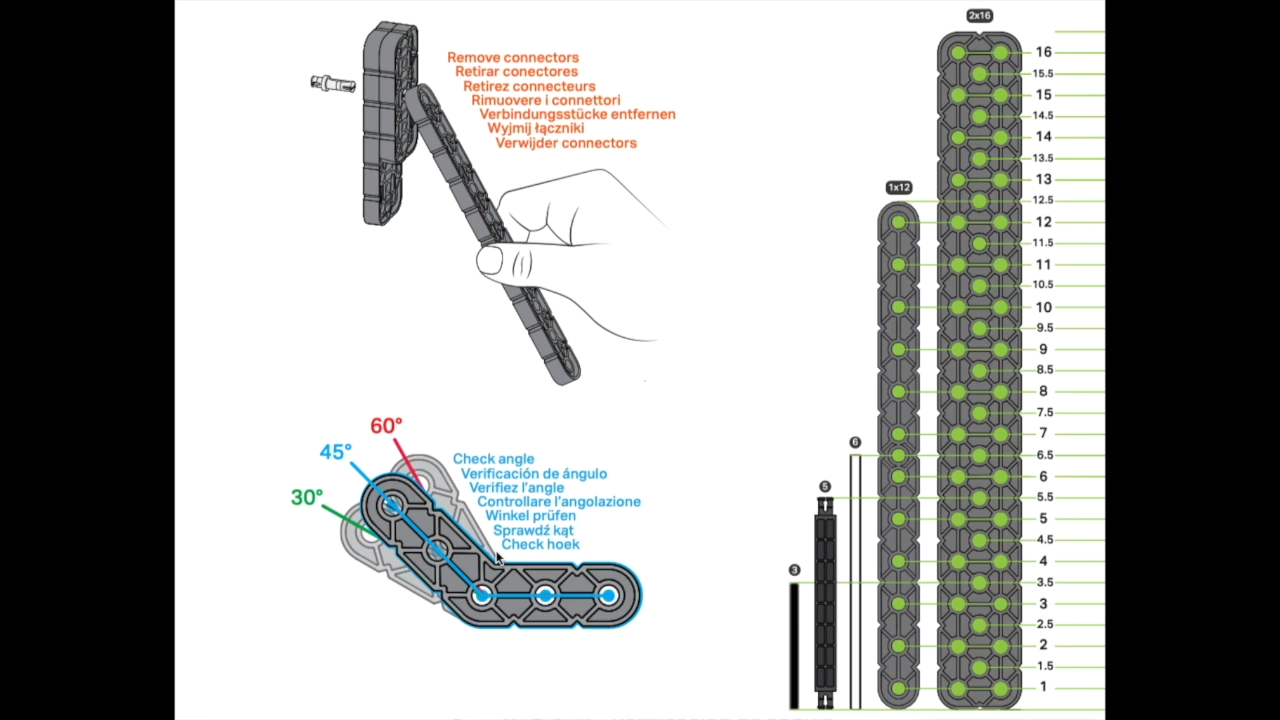 Remove connectors
Retirar conectores
Retirez connecteurs
Rimuovere i connettori
Verbindungsstücke entfernen
Wyjmij łączniki
Verwijder connectors
60°
45°
30°
Check angle
Verificación de ángulo
Verifiez l'angle
Controllare l'angolazione
Winkel prüfen
Sprawdź kąt
Check hoek
3
5
6
1x12
2x16
16
15.5
15
14.5
14
13.5
13
12.5
12
11.5
11
10.5
10
9.5
9
8.5
8
7.5
7
6.5
6
5.5
5
4.5
4
3.5
3
2.5
2
1.5
1